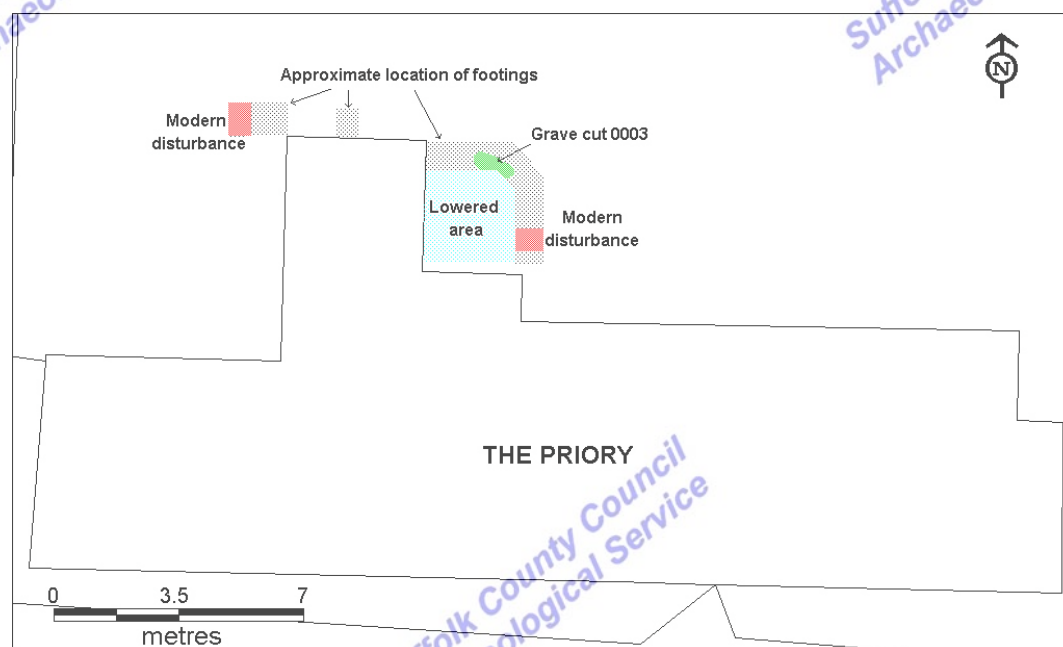 Approximate location of footings
Modern
disturbance
Grave cut 0003
Lowered
area
Modern
disturbance
N
THE PRIORY
0 3.5 7
metres
Suffolk County Council
Archaeological Service